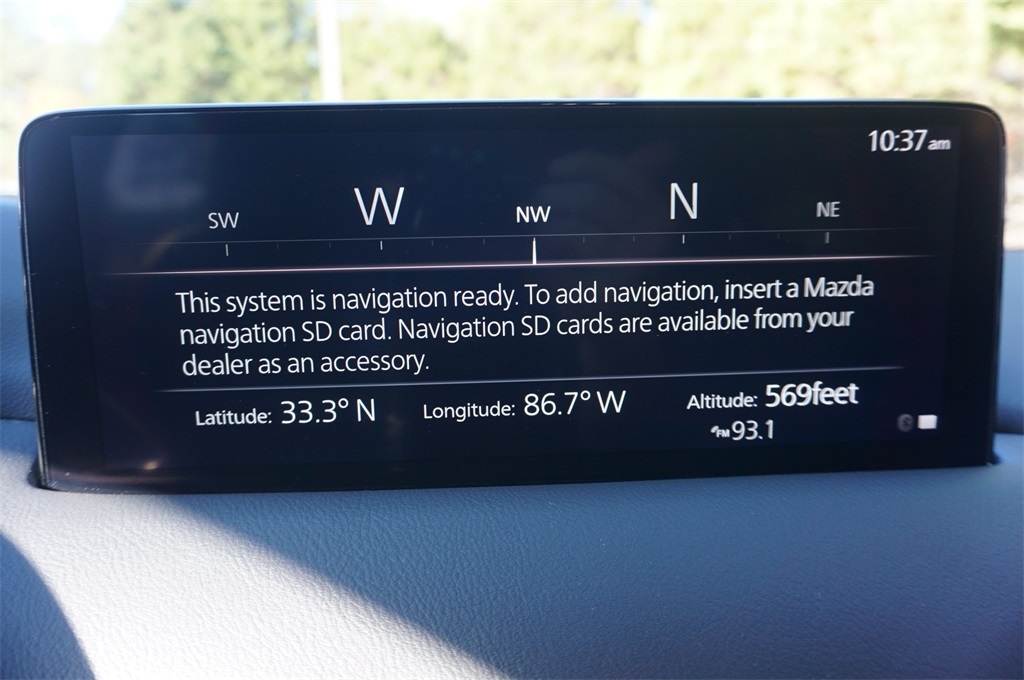 10:37am
SW W NW N NE
This system is navigation ready. To add navigation, insert a Mazda
navigation SD card. Navigation SD cards are available from your
dealer as an accessory.
Latitude: 33.3° N Longitude: 86.7° W Altitude: 569feet
FM 93.1